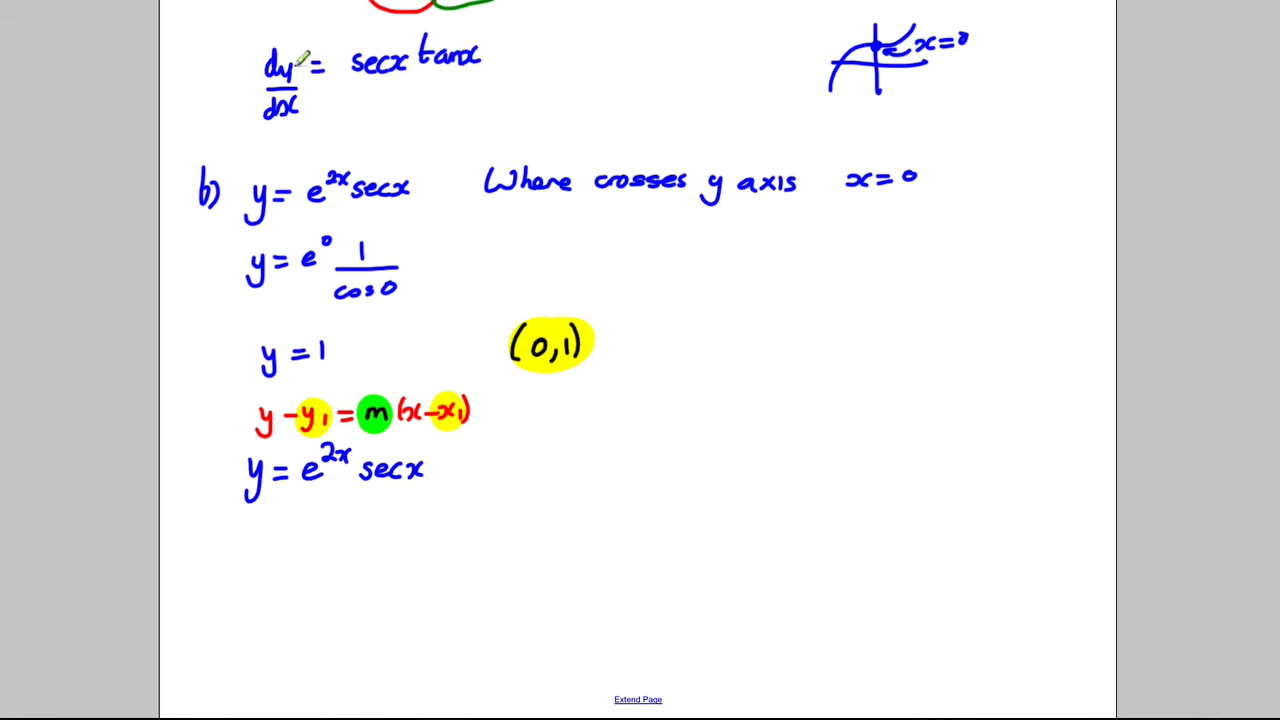 dy/dx = secx tanx
x=0
b) y = e^{2x} secx Where crosses y axis x=0
y = e^0 1/cos0
y = 1 (0,1)
y - y₁ = m(x-x₁)
y = e^{2x} secx
Extend Page